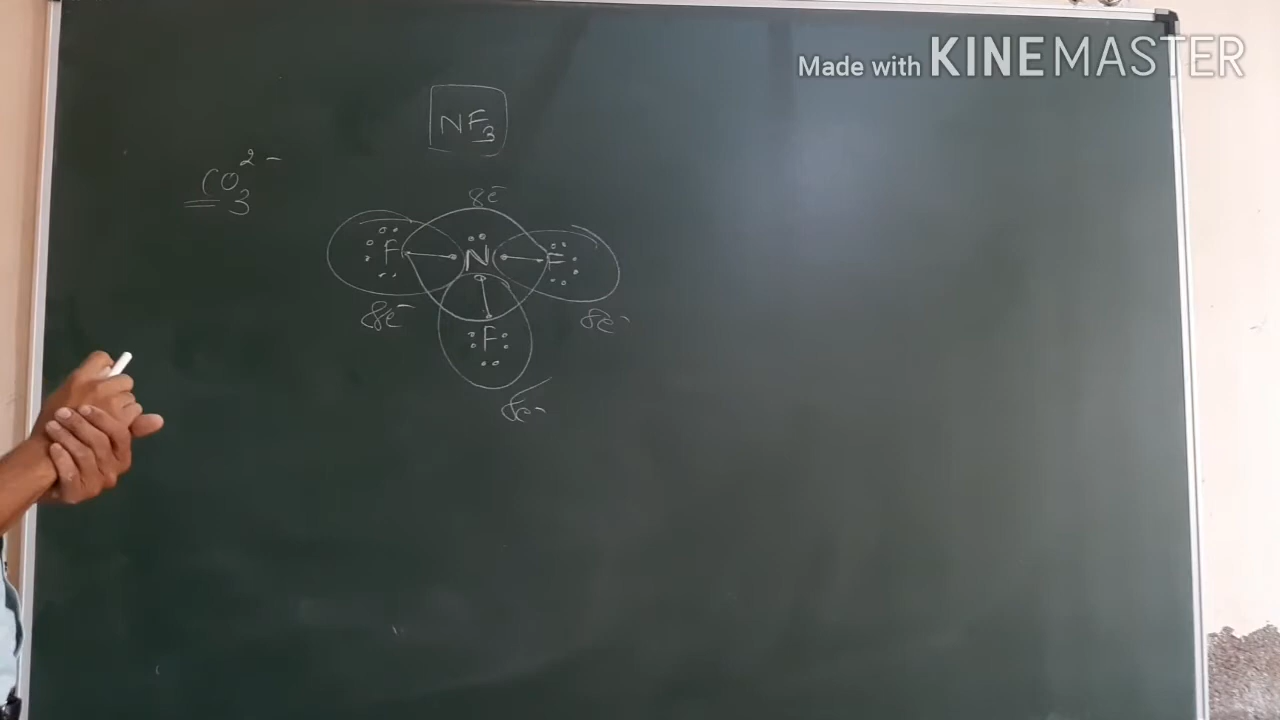 Made with KINEMASTER
NF3
CO3 2-
8e-
F N F
8e- 8e-
F
8e-